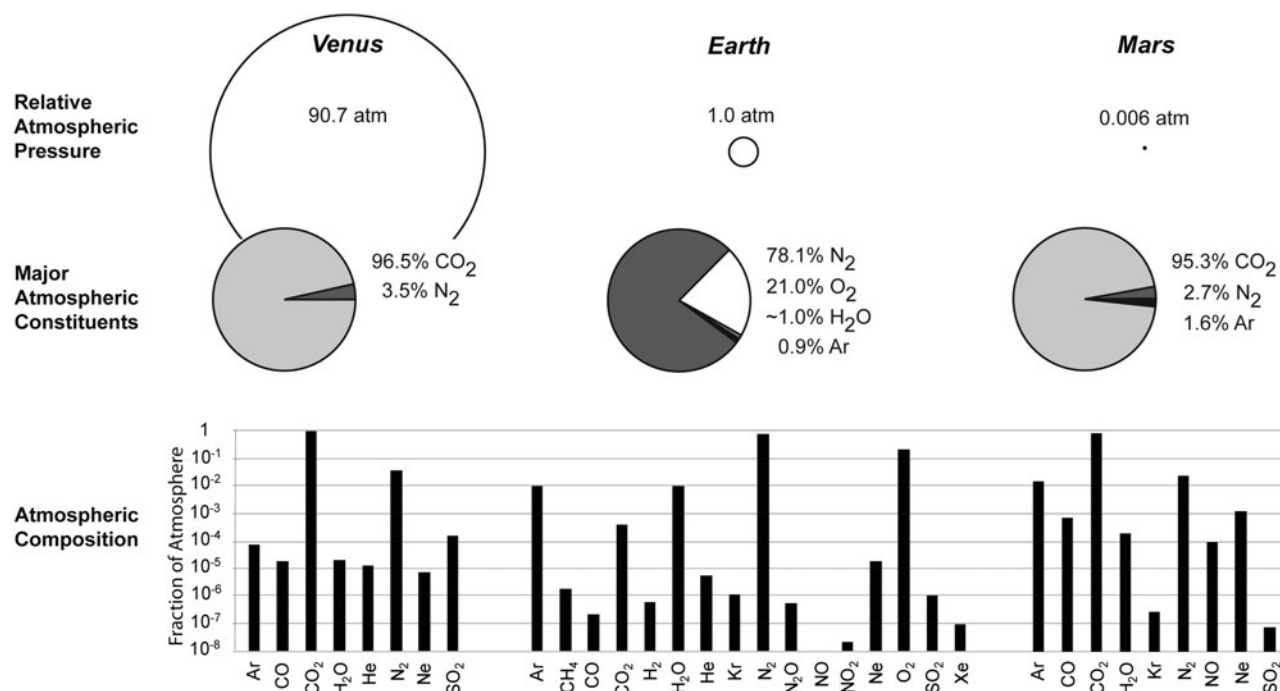 Venus
Earth
Mars
Relative
Atmospheric
Pressure
90.7 atm
1.0 atm
0.006 atm
Major
Atmospheric
Constituents
96.5% CO2
3.5% N2
78.1% N2
21.0% O2
~1.0% H2O
0.9% Ar
95.3% CO2
2.7% N2
1.6% Ar
Atmospheric
Composition
Fraction of Atmosphere
1
10-1
10-2
10-3
10-4
10-5
10-6
10-7
10-8
Ar
CO
CO2
H2O
He
N2
Ne
SO2
Ar
CH4
CO
CO2
H2
H2O
He
Kr
N2
N2O
NO
NO2
Ne
O2
SO2
Xe
Ar
CO
CO2
H2O
Kr
N2
NO
Ne
SO2